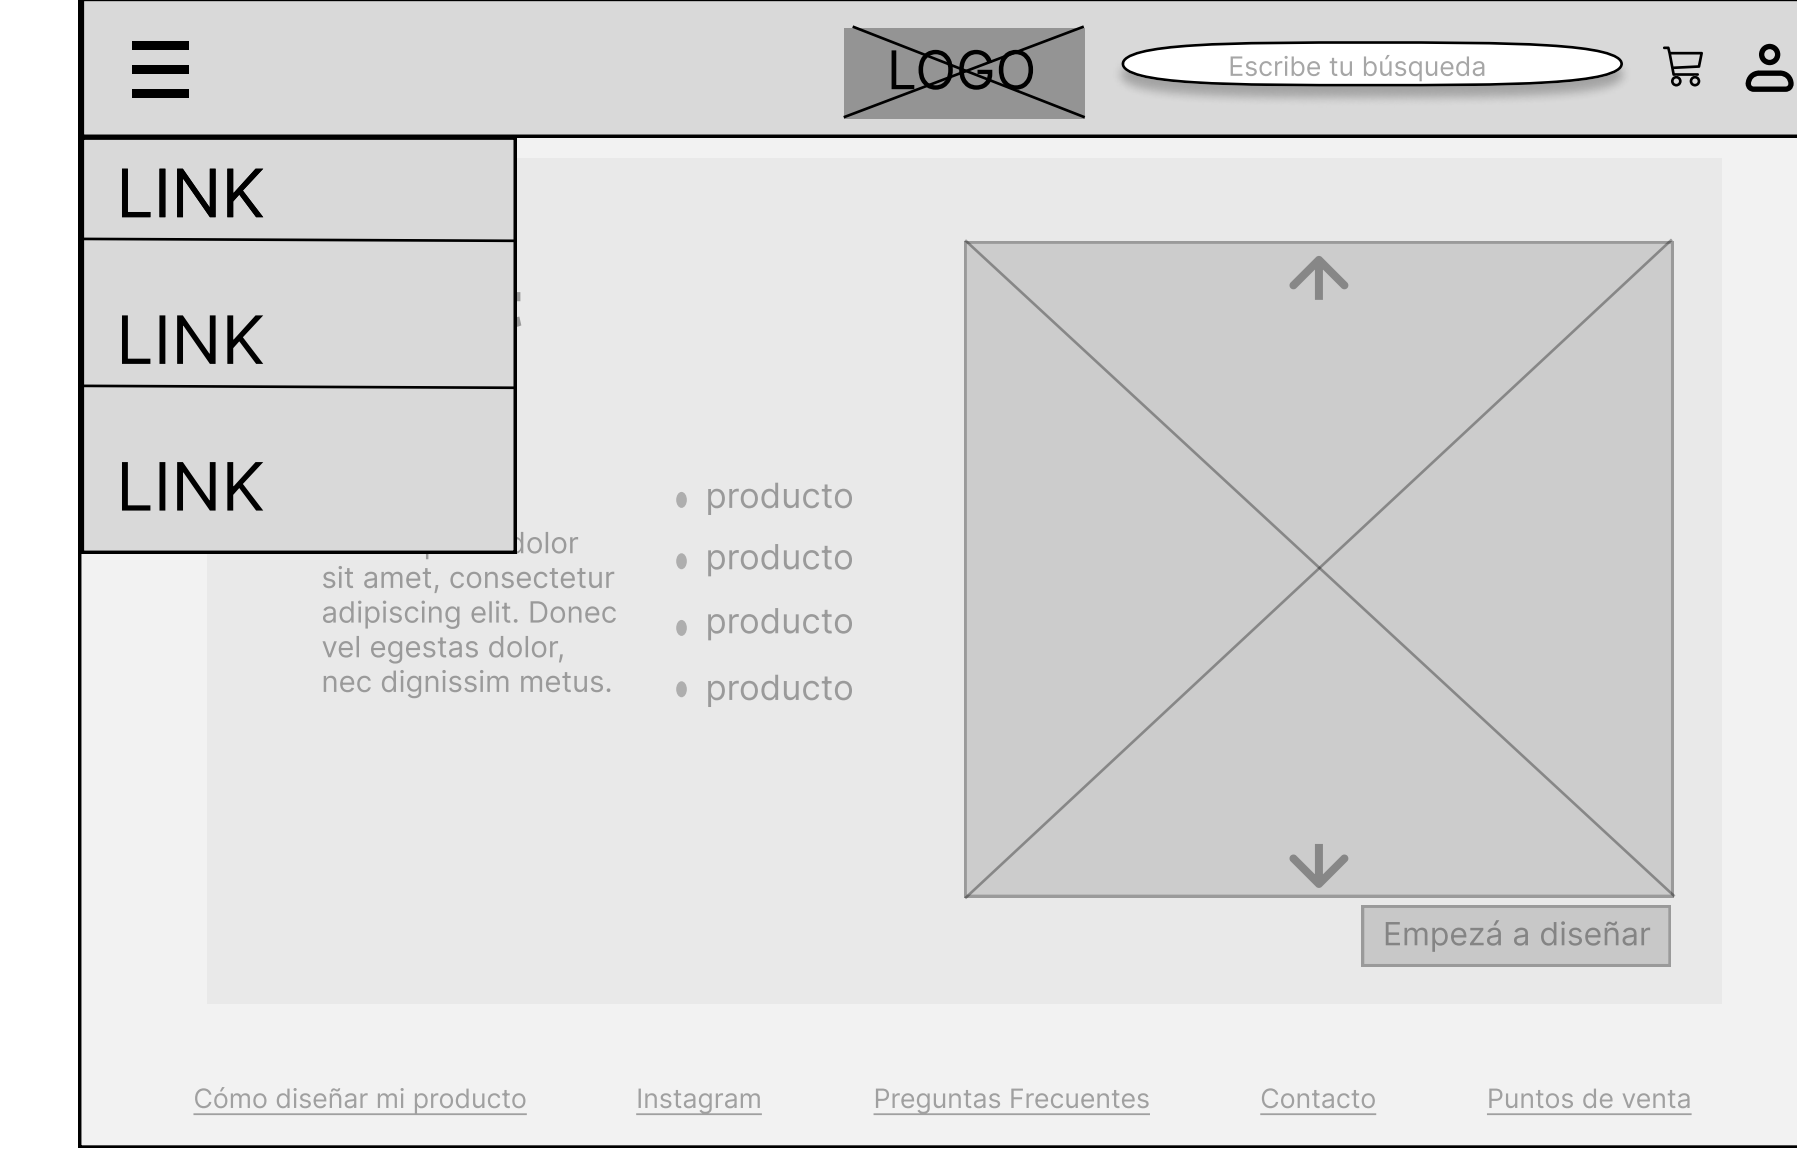 LOGO
Escribe tu búsqueda
LINK
LINK
LINK
dolor
sit amet, consectetur
adipiscing elit. Donec
vel egestas dolor,
nec dignissim metus.
producto
producto
producto
producto
Empezá a diseñar
Cómo diseñar mi producto
Instagram
Preguntas Frecuentes
Contacto
Puntos de venta